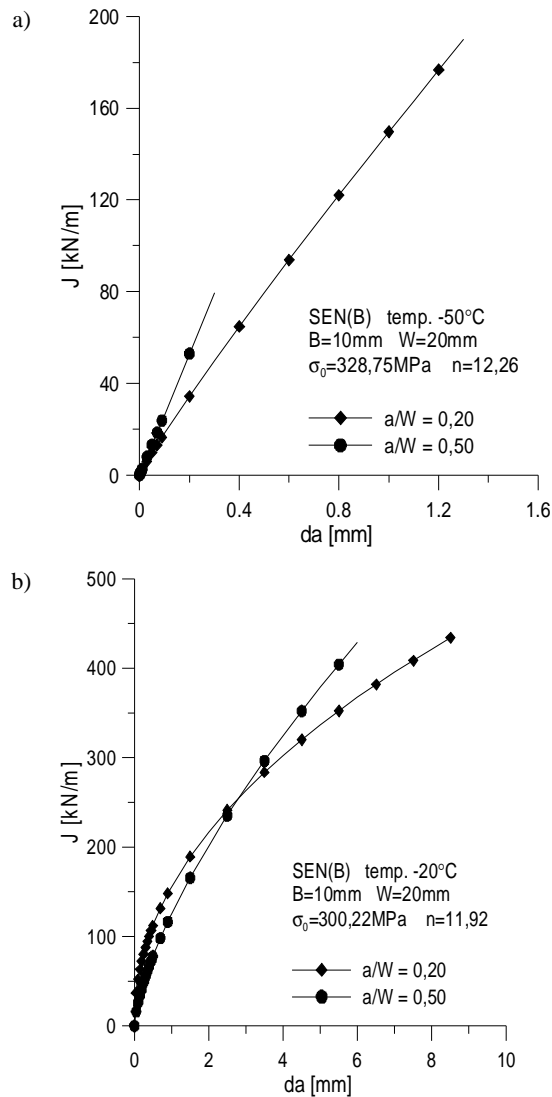 a)
200
160
120
80
40
0
J [kN/m]
SEN(B) temp. -50°C
B=10mm W=20mm
σ₀=328,75MPa n=12,26
a/W = 0,20
a/W = 0,50
0 0.4 0.8 1.2 1.6
da [mm]
b)
500
400
300
200
100
0
J [kN/m]
SEN(B) temp. -20°C
B=10mm W=20mm
σ₀=300,22MPa n=11,92
a/W = 0,20
a/W = 0,50
0 2 4 6 8 10
da [mm]